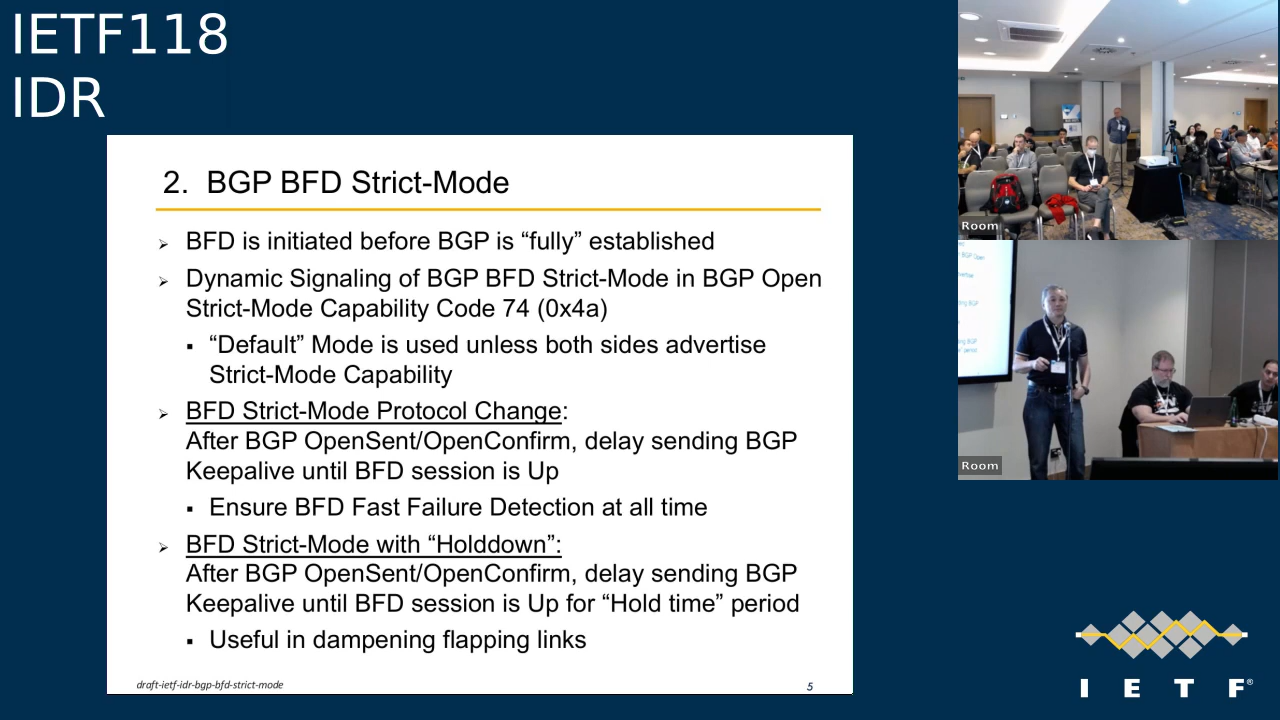 IETF118
IDR
2. BGP BFD Strict-Mode
BFD is initiated before BGP is “fully” established
Dynamic Signaling of BGP BFD Strict-Mode in BGP Open
Strict-Mode Capability Code 74 (0x4a)
“Default” Mode is used unless both sides advertise
Strict-Mode Capability
BFD Strict-Mode Protocol Change:
After BGP OpenSent/OpenConfirm, delay sending BGP
Keepalive until BFD session is Up
Ensure BFD Fast Failure Detection at all time
BFD Strict-Mode with “Holddown”:
After BGP OpenSent/OpenConfirm, delay sending BGP
Keepalive until BFD session is Up for “Hold time” period
Useful in dampening flapping links
draft-ietf-idr-bgp-bfd-strict-mode
5
Room
Room
I E T F®